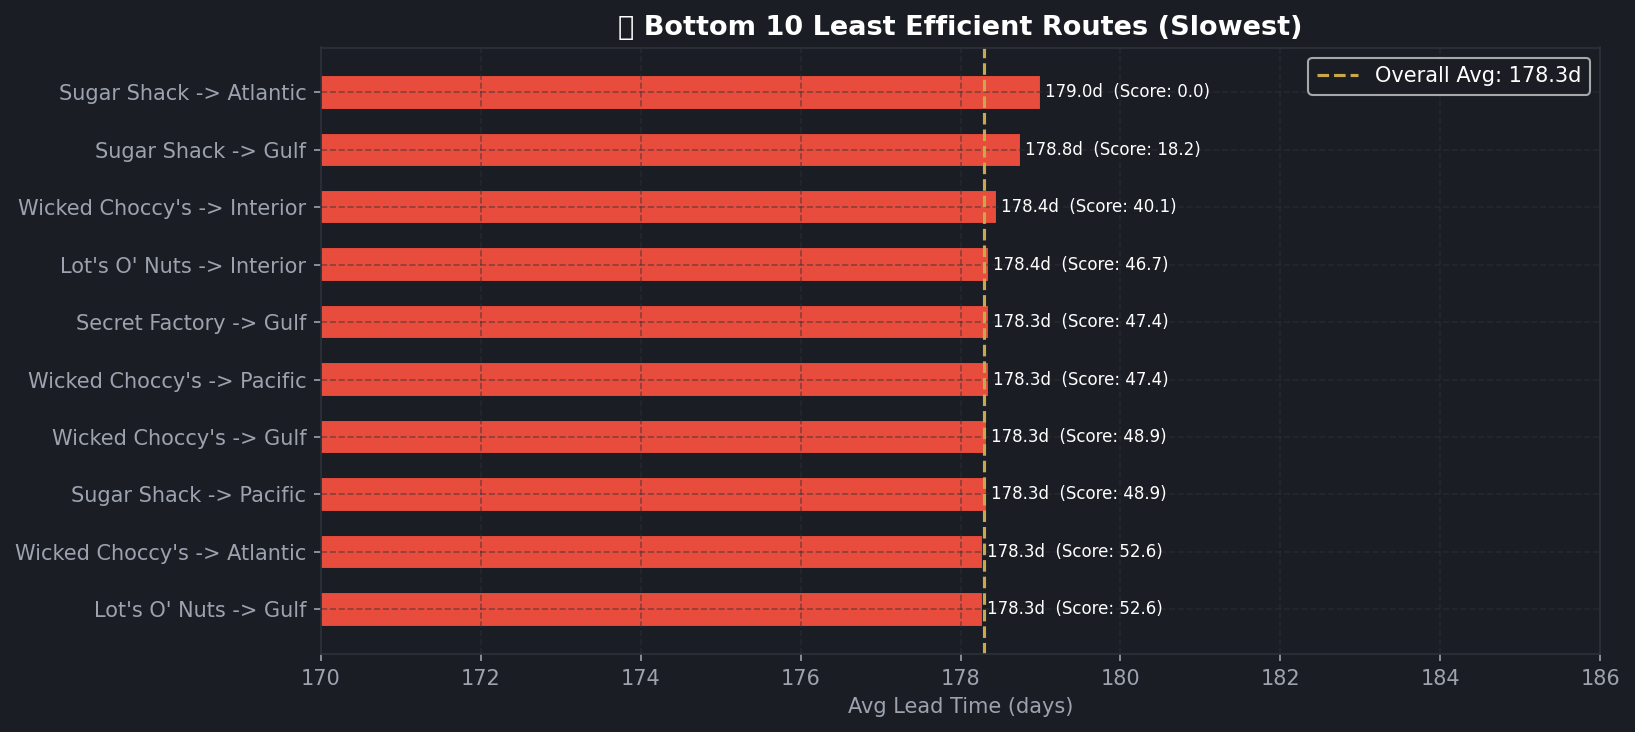 Bottom 10 Least Efficient Routes (Slowest)
Overall Avg: 178.3d
Sugar Shack -> Atlantic 179.0d (Score: 0.0)
Sugar Shack -> Gulf 178.8d (Score: 18.2)
Wicked Choccy's -> Interior 178.4d (Score: 40.1)
Lot's O' Nuts -> Interior 178.4d (Score: 46.7)
Secret Factory -> Gulf 178.3d (Score: 47.4)
Wicked Choccy's -> Pacific 178.3d (Score: 47.4)
Wicked Choccy's -> Gulf 178.3d (Score: 48.9)
Sugar Shack -> Pacific 178.3d (Score: 48.9)
Wicked Choccy's -> Atlantic 178.3d (Score: 52.6)
Lot's O' Nuts -> Gulf 178.3d (Score: 52.6)
170 172 174 176 178 180 182 184 186
Avg Lead Time (days)